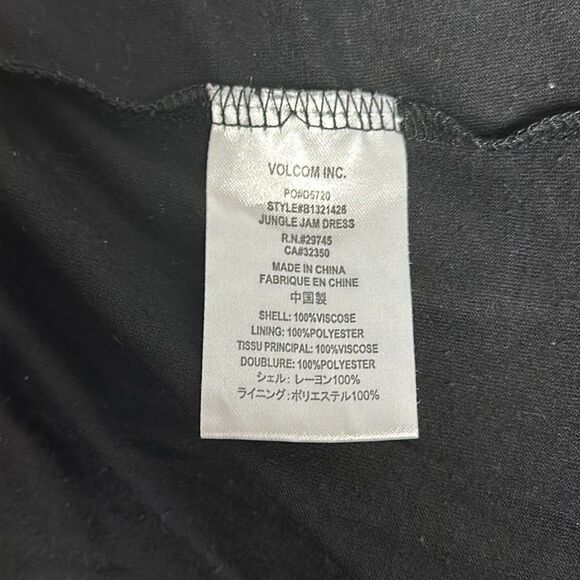 VOLCOM INC.
PO#D5720
STYLE#B1321426
JUNGLE JAM DRESS
R.N.#29745
CA#32350
MADE IN CHINA
FABRIQUE EN CHINE
中国製
SHELL: 100%VISCOSE
LINING: 100%POLYESTER
TISSU PRINCIPAL: 100%VISCOSE
DOUBLURE: 100%POLYESTER
シェル: レーヨン100%
ライニング:ポリエステル100%